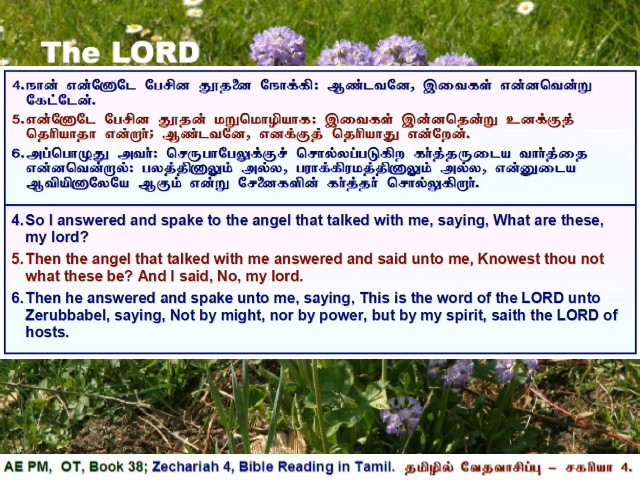 The LORD
4.நான் என்னோடே பேசின தூதனை நோக்கி: ஆண்டவனே, இவைகள் என்னவென்று
கேட்டேன்.
5.என்னோடே பேசின தூதன் மறுமொழியாக: இவைகள் இன்னதென்று உனக்குத்
தெரியாதா என்றார்; ஆண்டவனே, எனக்குத் தெரியாது என்றேன்.
6.அப்பொழுது அவர்: செருபாபேலுக்குச் சொல்லப்படுகிற கர்த்தருடைய வார்த்தை
என்னவென்றால்: பலத்தினாலும் அல்ல, பராக்கிரமத்தினாலும் அல்ல, என்னுடைய
ஆவியினாலேயே ஆகும் என்று சேனைகளின் கர்த்தர் சொல்லுகிறார்.
4.So I answered and spake to the angel that talked with me, saying, What are these,
my lord?
5.Then the angel that talked with me answered and said unto me, Knowest thou not
what these be? And I said, No, my lord.
6.Then he answered and spake unto me, saying, This is the word of the LORD unto
Zerubbabel, saying, Not by might, nor by power, but by my spirit, saith the LORD of
hosts.
AE PM, OT, Book 38; Zechariah 4, Bible Reading in Tamil. தமிழில் வேதவாசிப்பு – சகரியா 4.